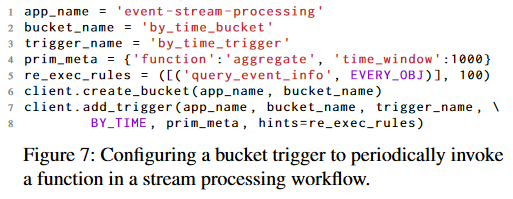 1 app_name = 'event-stream-processing'
2 bucket_name = 'by_time_bucket'
3 trigger_name = 'by_time_trigger'
4 prim_meta = {'function':'aggregate', 'time_window':1000}
5 re_exec_rules = ([('query_event_info', EVERY_OBJ)], 100)
6 client.create_bucket(app_name, bucket_name)
7 client.add_trigger(app_name, bucket_name, trigger_name, \
8 BY_TIME, prim_meta, hints=re_exec_rules)
Figure 7: Configuring a bucket trigger to periodically invoke
a function in a stream processing workflow.